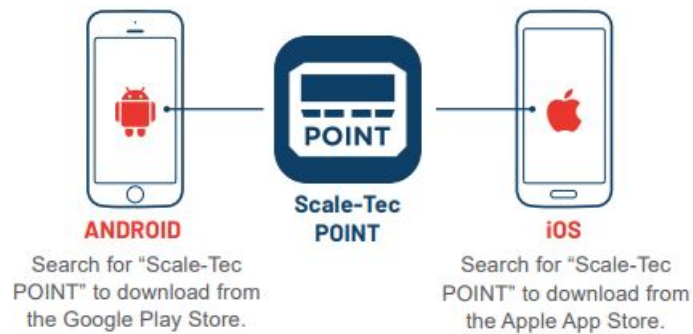 POINT
Scale-Tec
POINT
ANDROID
Search for “Scale-Tec
POINT” to download from
the Google Play Store.
iOS
Search for “Scale-Tec
POINT” to download from
the Apple App Store.